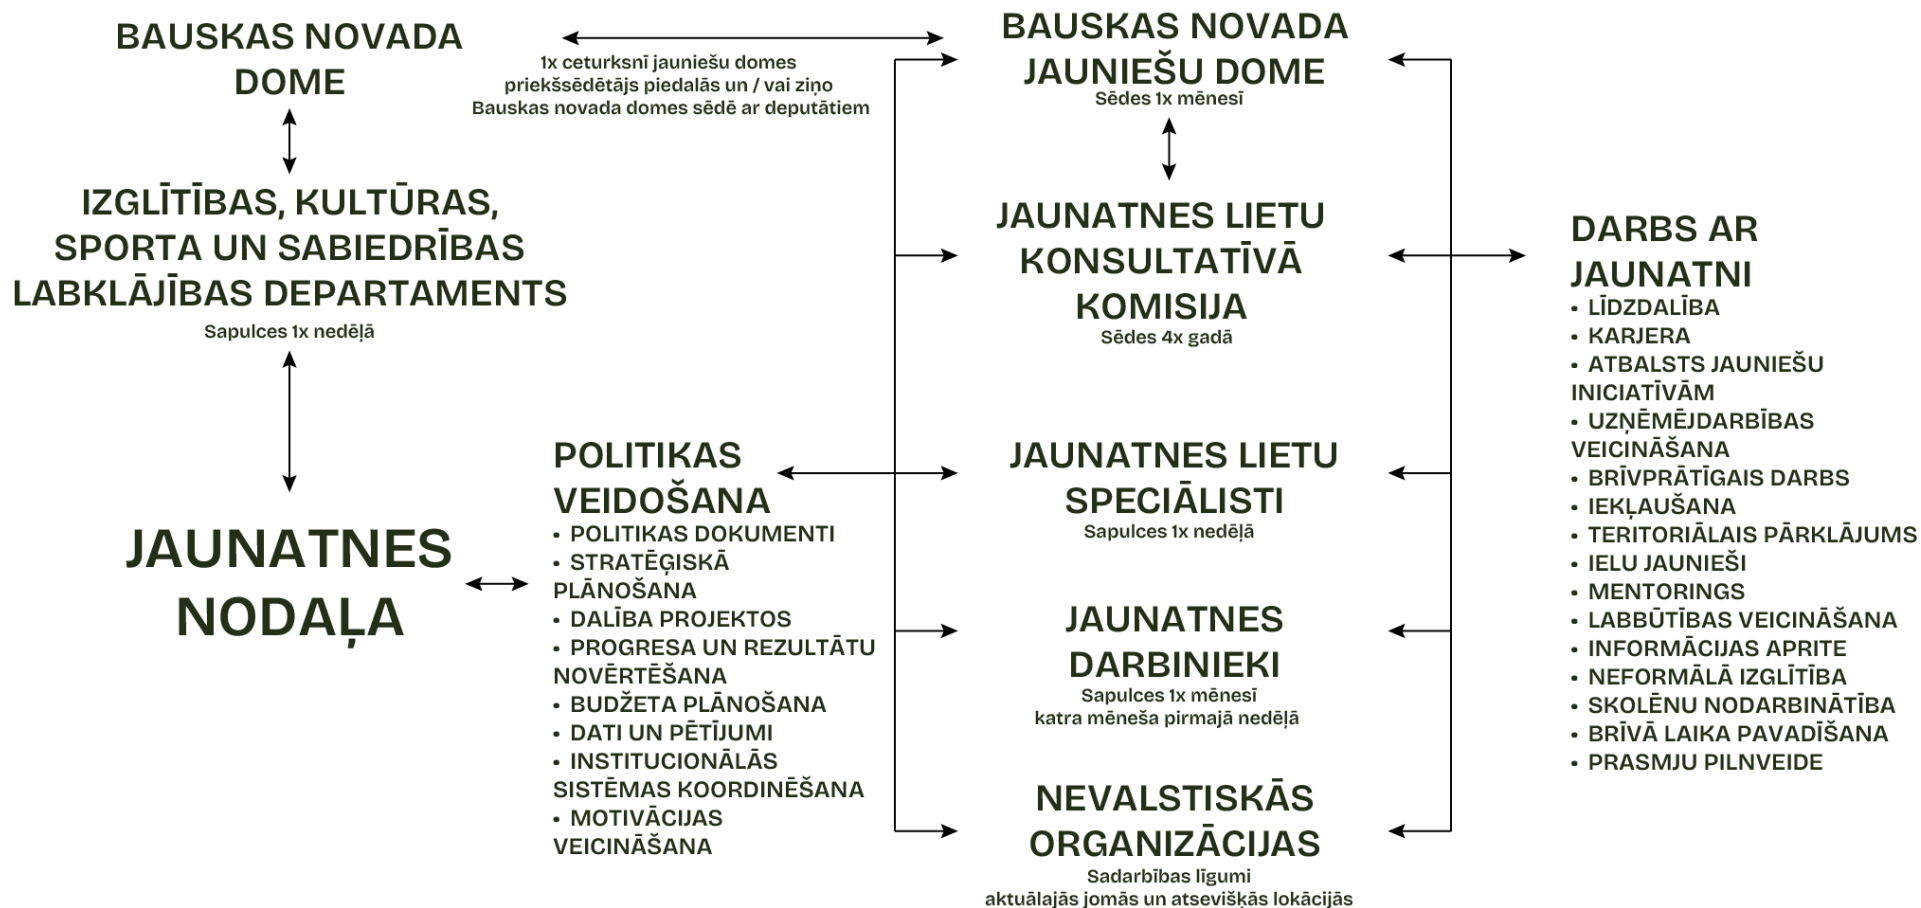 BAUSKAS NOVADA
DOME
1x ceturksnī jauniešu domes
priekšsēdētājs piedalās un / vai ziņo
Bauskas novada domes sēdē ar deputātiem
BAUSKAS NOVADA
JAUNIEŠU DOME
Sēdes 1x mēnesī
IZGLĪTĪBAS, KULTŪRAS,
SPORTA UN SABIEDRĪBAS
LABKLĀJĪBAS DEPARTAMENTS
Sapulces 1x nedēļā
JAUNATNES
NODAĻA
POLITIKAS
VEIDOŠANA
• POLITIKAS DOKUMENTI
• STRATĒĢISKĀ
PLĀNOŠANA
• DALĪBA PROJEKTOS
• PROGRESA UN REZULTĀTU
NOVĒRTĒŠANA
• BUDŽETA PLĀNOŠANA
• DATI UN PĒTĪJUMI
• INSTITUCIONĀLĀS
SISTĒMAS KOORDINĒŠANA
• MOTIVĀCIJAS
VEICINĀŠANA
JAUNATNES LIETU
KONSULTATĪVĀ
KOMISIJA
Sēdes 4x gadā
JAUNATNES LIETU
SPECIĀLISTI
Sapulces 1x nedēļā
JAUNATNES
DARBINIEKI
Sapulces 1x mēnesī
katra mēneša pirmajā nedēļā
NEVALSTISKĀS
ORGANIZĀCIJAS
Sadarbības līgumi
aktuālajās jomās un atsevišķās lokācijās
DARBS AR
JAUNATNI
• LĪDZDALĪBA
• KARJERA
• ATBALSTS JAUNIEŠU
INICIATĪVĀM
• UZŅĒMĒJDARBĪBAS
VEICINĀŠANA
• BRĪVPRĀTĪGAIS DARBS
• IEKĻAUŠANA
• TERITORIĀLAIS PĀRKLĀJUMS
• IELU JAUNIEŠI
• MENTORINGS
• LABBŪTĪBAS VEICINĀŠANA
• INFORMĀCIJAS APRITE
• NEFORMĀLĀ IZGLĪTĪBA
• SKOLĒNU NODARBINĀTĪBA
• BRĪVĀ LAIKA PAVADĪŠANA
• PRASMJU PILNVEIDE